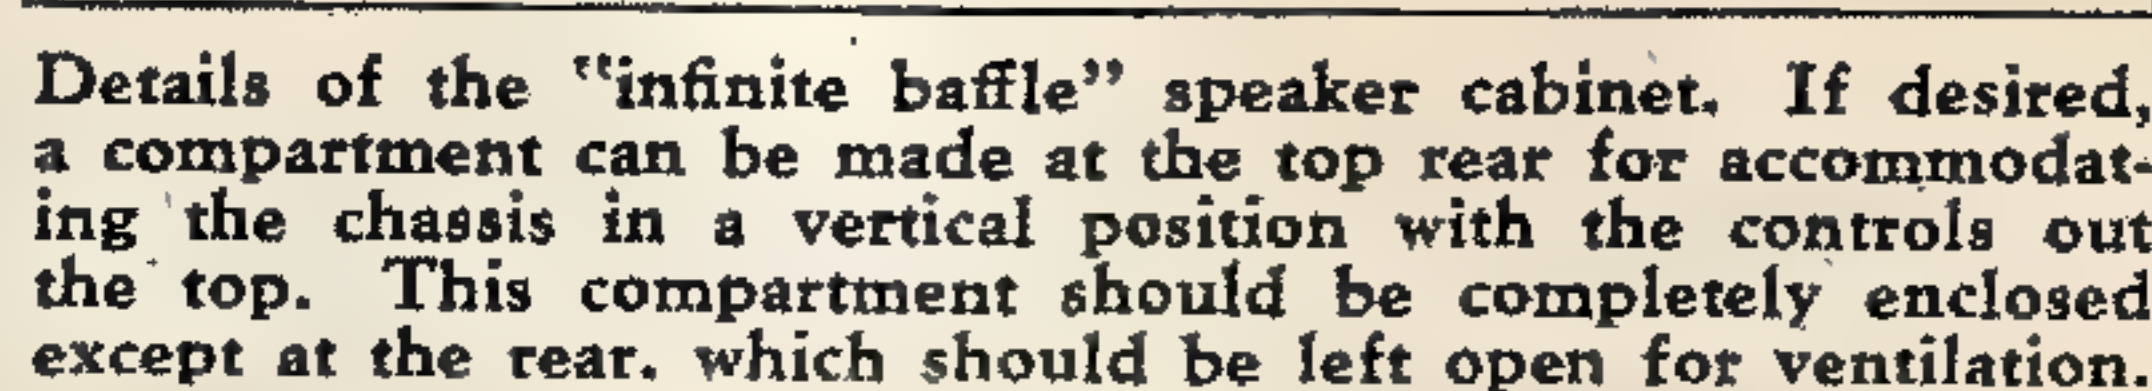 Details of the "infinite baffle" speaker cabinet. If desired,
a compartment can be made at the top rear for accommodat-
ing the chassis in a vertical position with the controls out
the top. This compartment should be completely enclosed
except at the rear. which should be left open for ventilation.